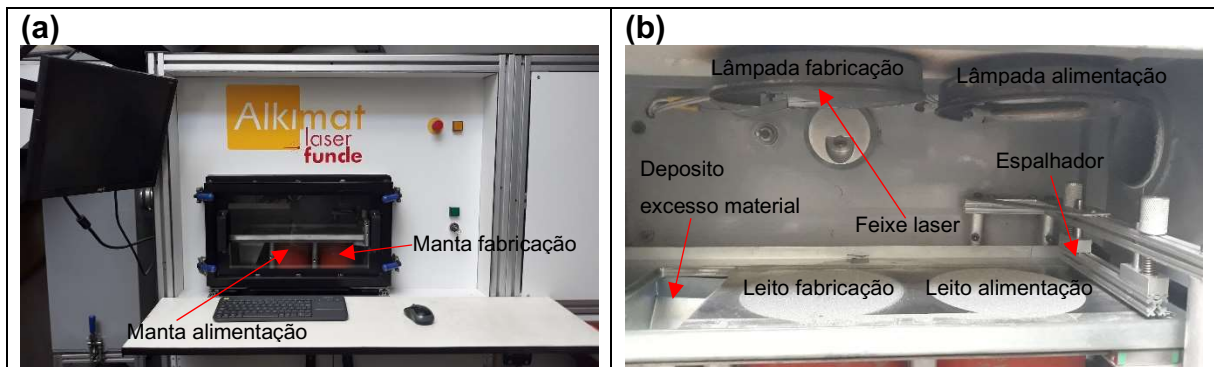 (a)
Alkimat
laser
funde
Manta fabricação
Manta alimentação
(b)
Lâmpada fabricação
Lâmpada alimentação
Deposito
excesso material
Espalhador
Feixe laser
Leito fabricação
Leito alimentação